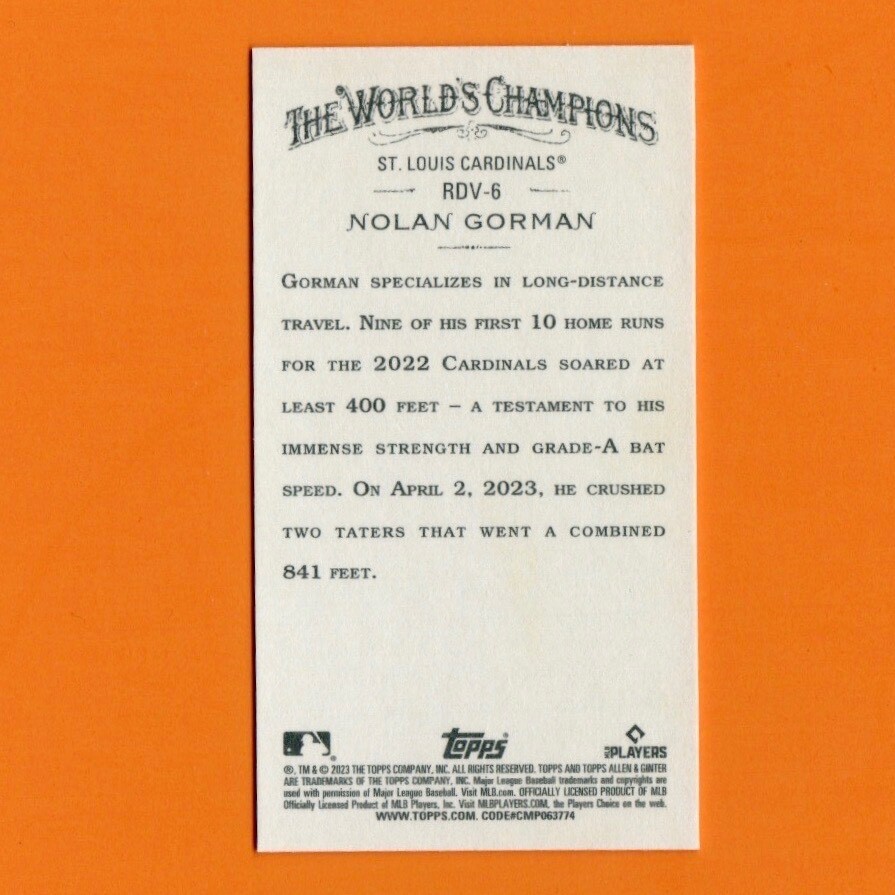 THE WORLD'S CHAMPIONS
ST. LOUIS CARDINALS®
RDV-6
NOLAN GORMAN
GORMAN SPECIALIZES IN LONG-DISTANCE
TRAVEL. NINE OF HIS FIRST 10 HOME RUNS
FOR THE 2022 CARDINALS SOARED AT
LEAST 400 FEET – A TESTAMENT TO HIS
IMMENSE STRENGTH AND GRADE-A BAT
SPEED. ON APRIL 2, 2023, HE CRUSHED
TWO TATERS THAT WENT A COMBINED
841 FEET.
®
Topps®
MLB PLAYERS
®, TM & © 2023 THE TOPPS COMPANY, INC. ALL RIGHTS RESERVED. TOPPS AND TOPPS ALLEN & GINTER
ARE TRADEMARKS OF THE TOPPS COMPANY, INC. Major League Baseball trademarks and copyrights are
used with permission of Major League Baseball. Visit MLB.com. OFFICIALLY LICENSED PRODUCT OF MLB
Officially Licensed Product of MLB Players, Inc. Visit MLBPLAYERS.COM, the Players Choice on the web.
WWW.TOPPS.COM. CODE#CMP063774